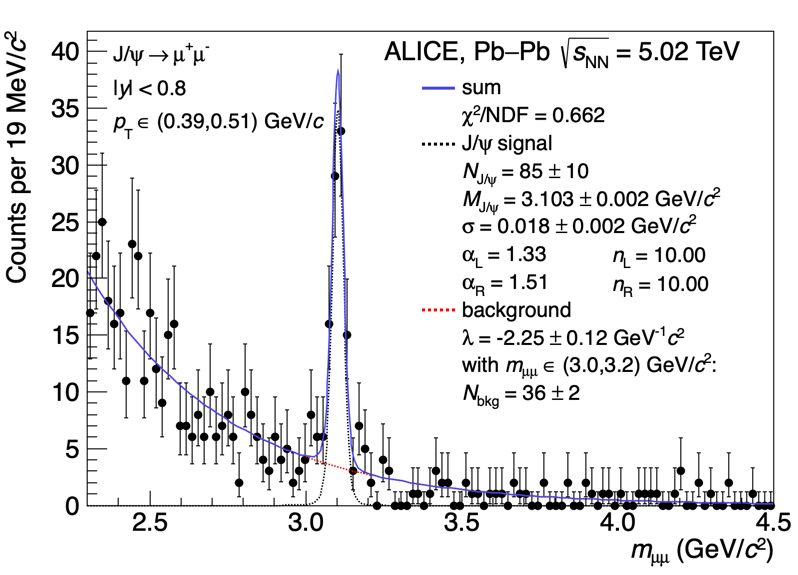 ALICE, Pb–Pb √s_NN = 5.02 TeV
J/ψ → μ⁺μ⁻
|y| < 0.8
p_T ∈ (0.39,0.51) GeV/c
sum
χ²/NDF = 0.662
J/ψ signal
N_J/ψ = 85 ± 10
M_J/ψ = 3.103 ± 0.002 GeV/c²
σ = 0.018 ± 0.002 GeV/c²
α_L = 1.33 n_L = 10.00
α_R = 1.51 n_R = 10.00
background
λ = -2.25 ± 0.12 GeV⁻¹c²
with m_μμ ∈ (3.0,3.2) GeV/c²:
N_bkg = 36 ± 2
Counts per 19 MeV/c²
40
35
30
25
20
15
10
5
0
2.5 3.0 3.5 4.0 4.5
m_μμ (GeV/c²)